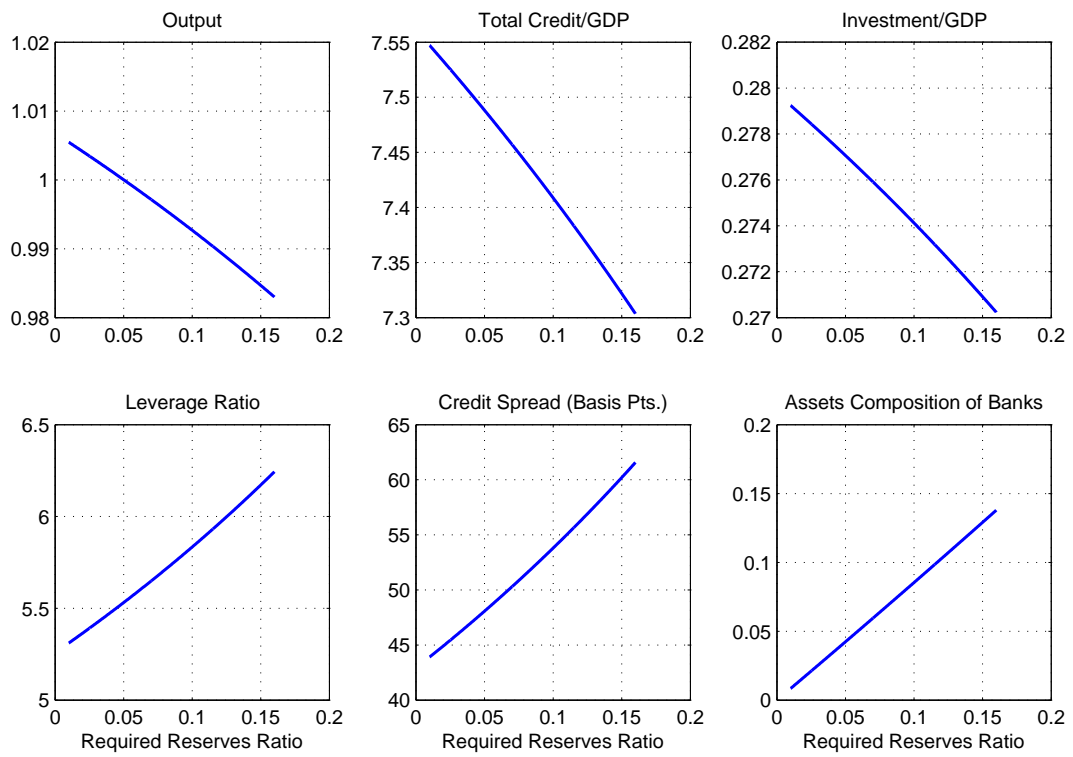 Output
1.02
1.01
1
0.99
0.98
0 0.05 0.1 0.15 0.2
Total Credit/GDP
7.55
7.5
7.45
7.4
7.35
7.3
0 0.05 0.1 0.15 0.2
Investment/GDP
0.282
0.28
0.278
0.276
0.274
0.272
0.27
0 0.05 0.1 0.15 0.2
Leverage Ratio
6.5
6
5.5
5
0 0.05 0.1 0.15 0.2
Required Reserves Ratio
Credit Spread (Basis Pts.)
65
60
55
50
45
40
0 0.05 0.1 0.15 0.2
Required Reserves Ratio
Assets Composition of Banks
0.2
0.15
0.1
0.05
0
0 0.05 0.1 0.15 0.2
Required Reserves Ratio